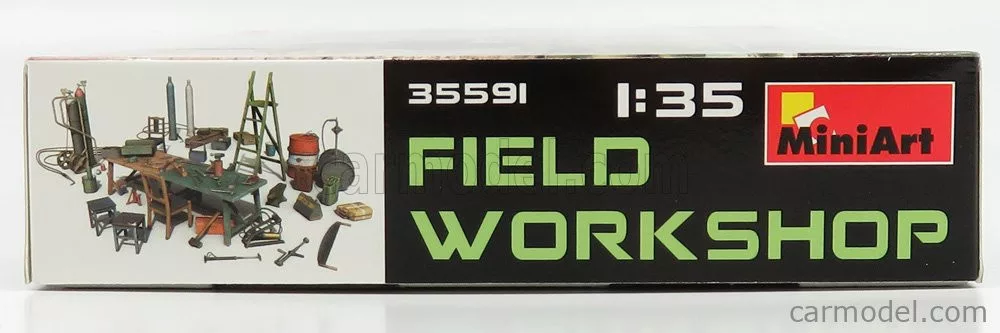 35591
1:35
MiniArt
FIELD
WORKSHOP
carmodel.com
carmodel.com